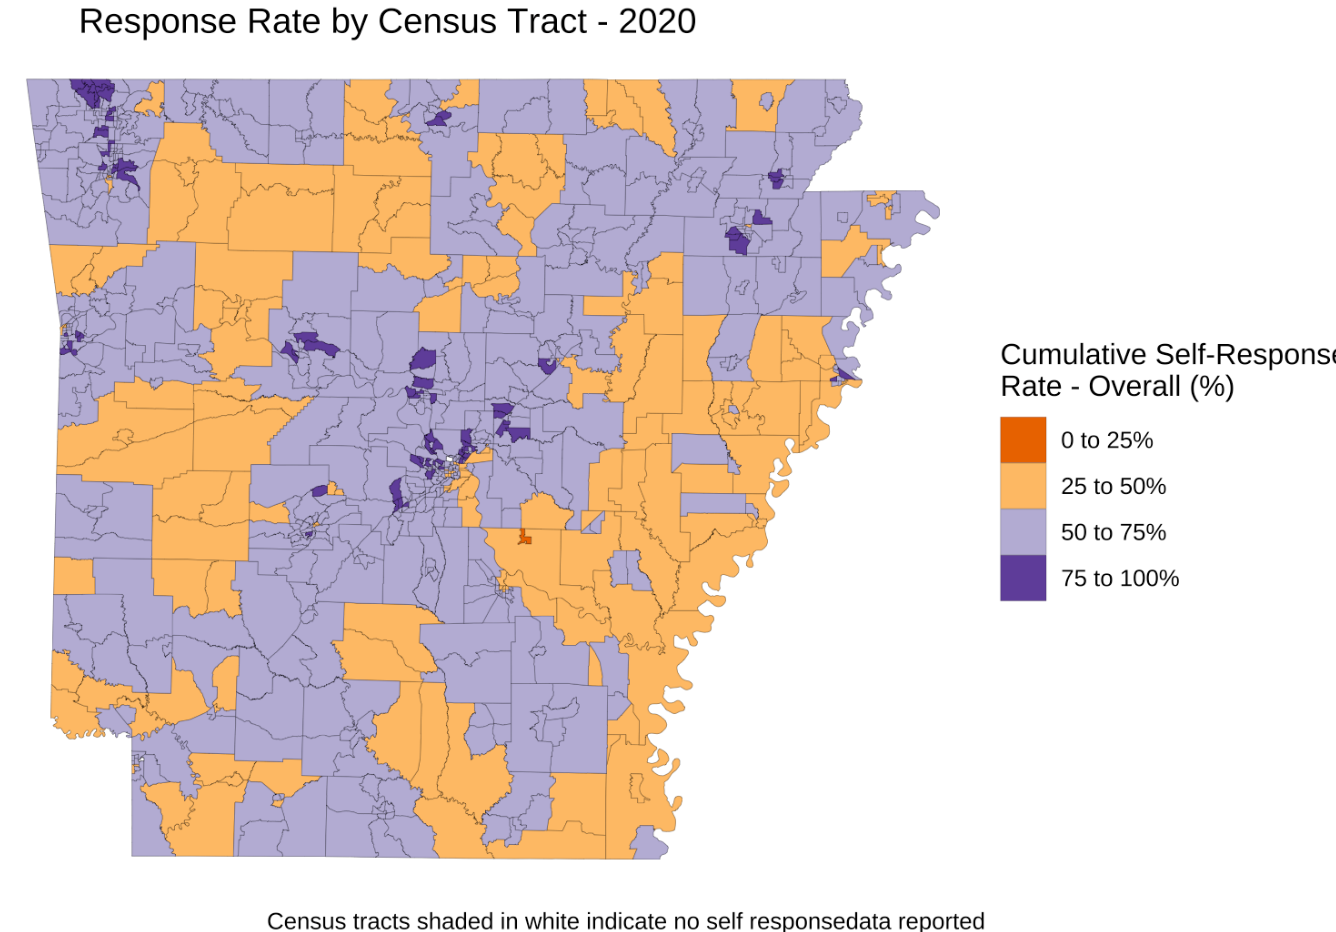 Response Rate by Census Tract - 2020
Cumulative Self-Response
Rate - Overall (%)
0 to 25%
25 to 50%
50 to 75%
75 to 100%
Census tracts shaded in white indicate no self responsedata reported